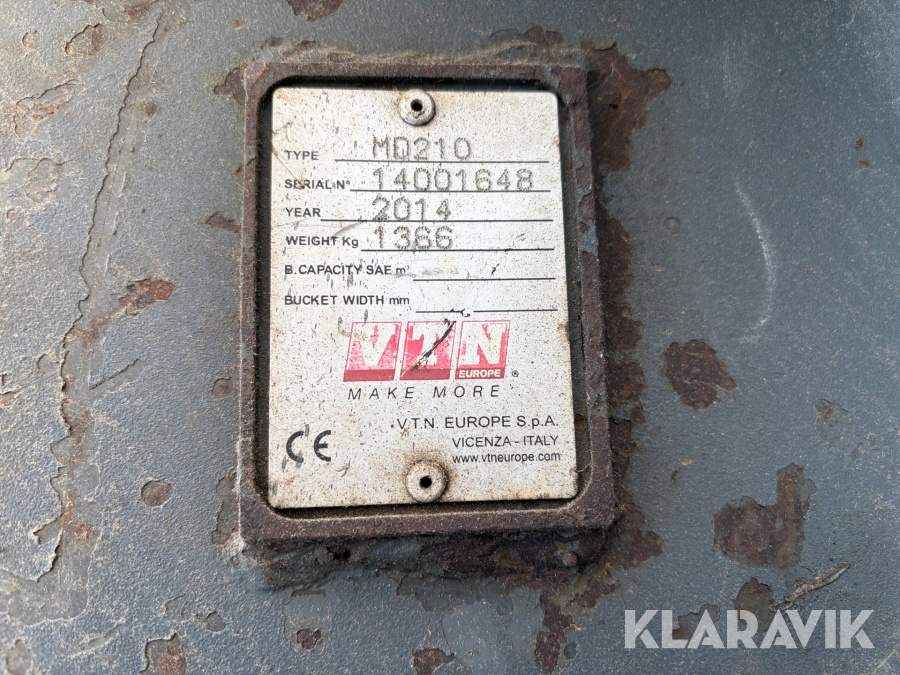 TYPE MD210
SERIAL N° 14001648
YEAR 2014
WEIGHT Kg 1366
B.CAPACITY SAE m³
BUCKET WIDTH mm
VTN
EUROPE ®
MAKE MORE
V.T.N. EUROPE S.p.A.
VICENZA - ITALY
www.vtneurope.com
CE
KLARAVIK